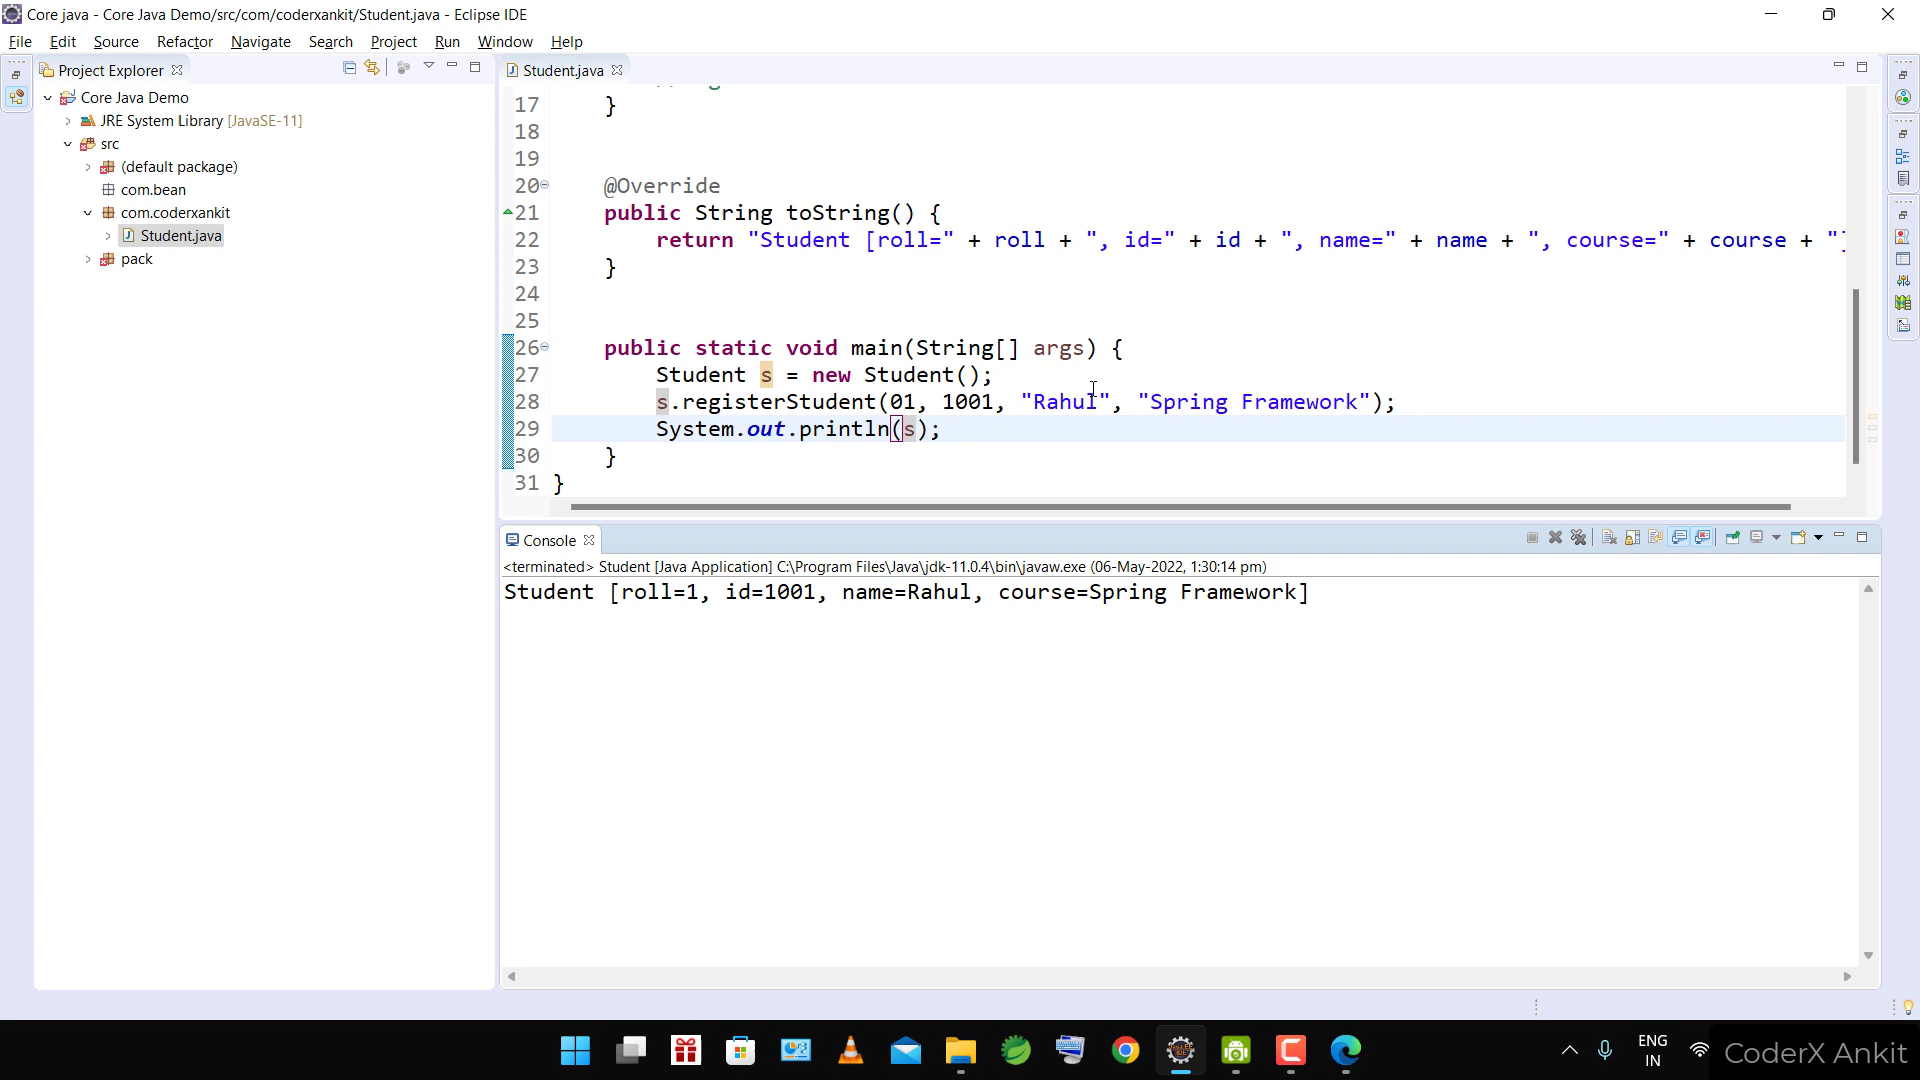 Core java - Core Java Demo/src/com/coderxankit/Student.java - Eclipse IDE
File Edit Source Refactor Navigate Search Project Run Window Help
Project Explorer
Core Java Demo
JRE System Library [JavaSE-11]
src
(default package)
com.bean
com.coderxankit
Student.java
pack
Student.java
17 }
18
19
20 @Override
21 public String toString() {
22 return "Student [roll=" + roll + ", id=" + id + ", name=" + name + ", course=" + course + "]
23 }
24
25
26 public static void main(String[] args) {
27 Student s = new Student();
28 s.registerStudent(01, 1001, "Rahul", "Spring Framework");
29 System.out.println(s);
30 }
31 }
Console
<terminated> Student [Java Application] C:\Program Files\Java\jdk-11.0.4\bin\javaw.exe (06-May-2022, 1:30:14 pm)
Student [roll=1, id=1001, name=Rahul, course=Spring Framework]
ENG
IN
CoderX Ankit